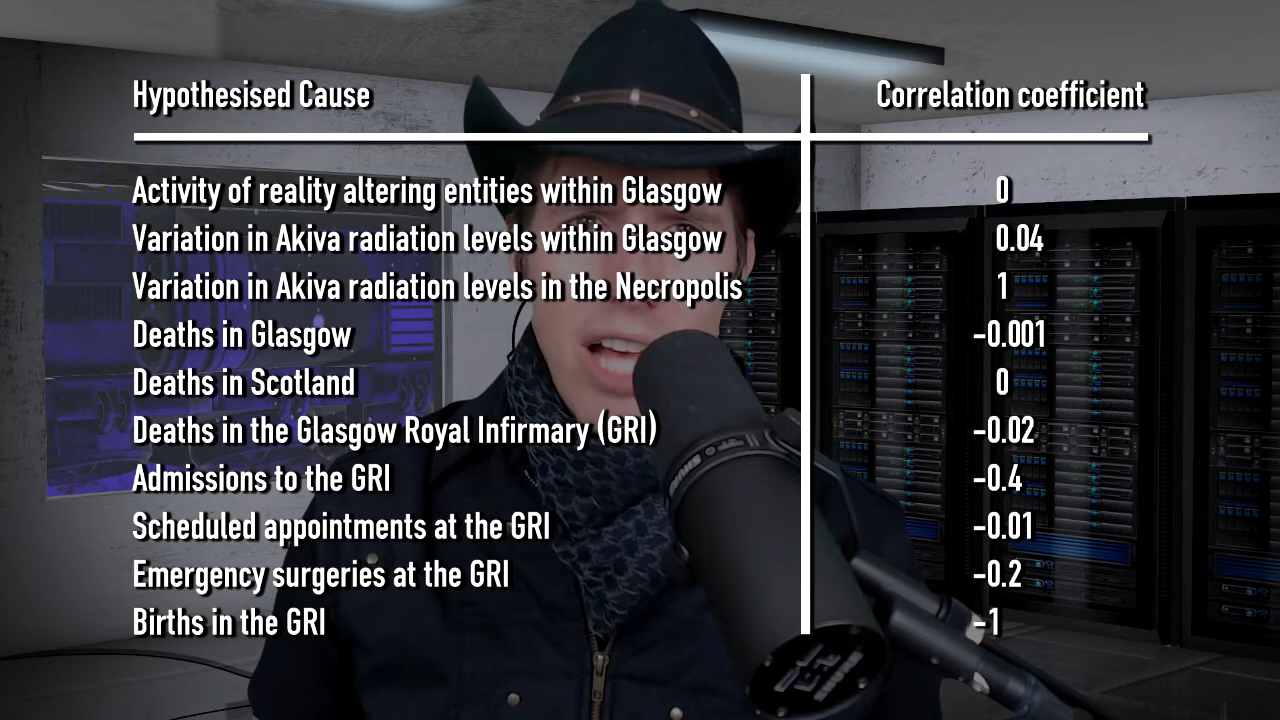 Hypothesised Cause Correlation coefficient
Activity of reality altering entities within Glasgow 0
Variation in Akiva radiation levels within Glasgow 0.04
Variation in Akiva radiation levels in the Necropolis 1
Deaths in Glasgow -0.001
Deaths in Scotland 0
Deaths in the Glasgow Royal Infirmary (GRI) -0.02
Admissions to the GRI -0.4
Scheduled appointments at the GRI -0.01
Emergency surgeries at the GRI -0.2
Births in the GRI -1
SHURE